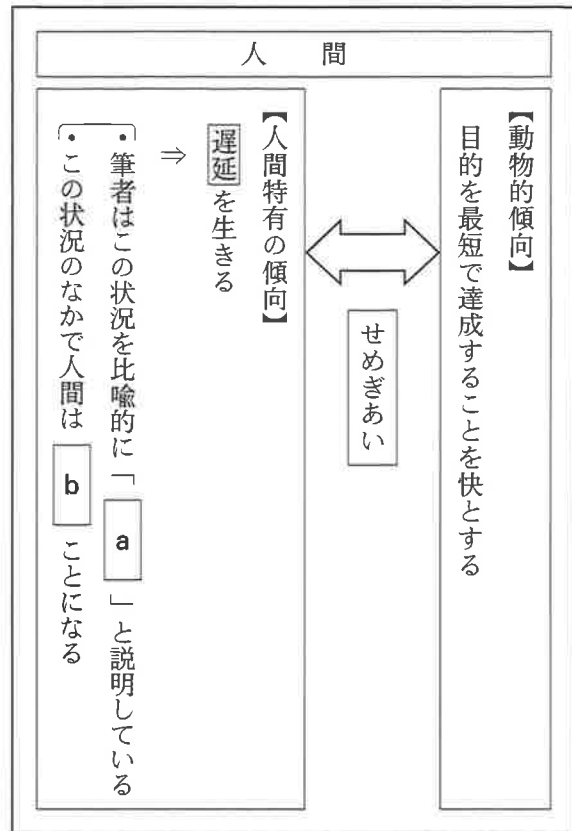 人　間
【動物的傾向】
目的を最短で達成することを快とする
せめぎあい
【人間特有の傾向】
遅延を生きる
⇒
・筆者はこの状況を比喩的に「 a 」と説明している
・この状況のなかで人間は b ことになる